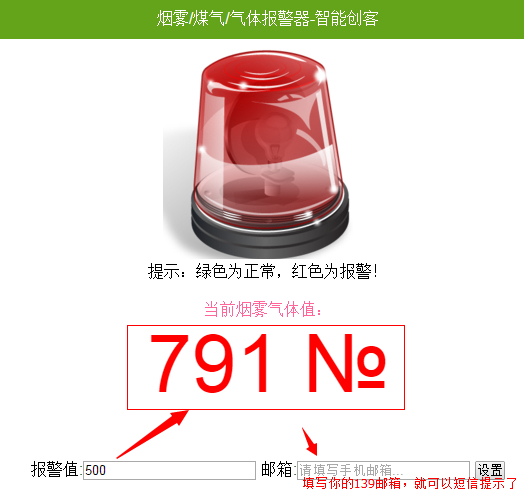 烟雾/煤气/气体报警器-智能创客
提示：绿色为正常，红色为报警！
当前烟雾气体值：
791 №
报警值:500 邮箱:请填写手机邮箱... 设置
填写你的139邮箱，就可以短信提示了